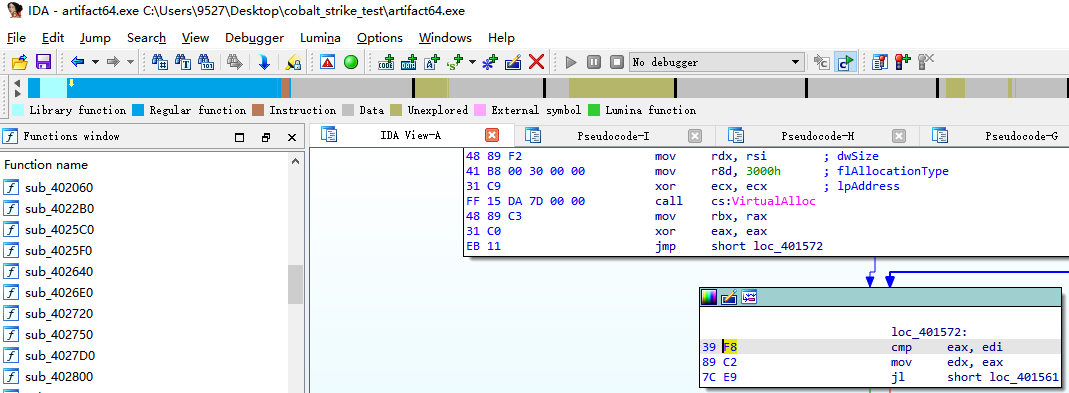 IDA - artifact64.exe C:\Users\9527\Desktop\cobalt_strike_test\artifact64.exe
File Edit Jump Search View Debugger Lumina Options Windows Help
No debugger
Library function Regular function Instruction Data Unexplored External symbol Lumina function
Functions window
IDA View-A Pseudocode-I Pseudocode-H Pseudocode-G
Function name
f sub_402060
f sub_4022B0
f sub_4025C0
f sub_4025F0
f sub_402640
f sub_4026E0
f sub_402720
f sub_402750
f sub_4027D0
f sub_402800
48 89 F2 mov rdx, rsi ; dwSize
41 B8 00 30 00 00 mov r8d, 3000h ; flAllocationType
31 C9 xor ecx, ecx ; lpAddress
FF 15 DA 7D 00 00 call cs:VirtualAlloc
48 89 C3 mov rbx, rax
31 C0 xor eax, eax
EB 11 jmp short loc_401572
loc_401572:
39 F8 cmp eax, edi
89 C2 mov edx, eax
7C E9 jl short loc_401561